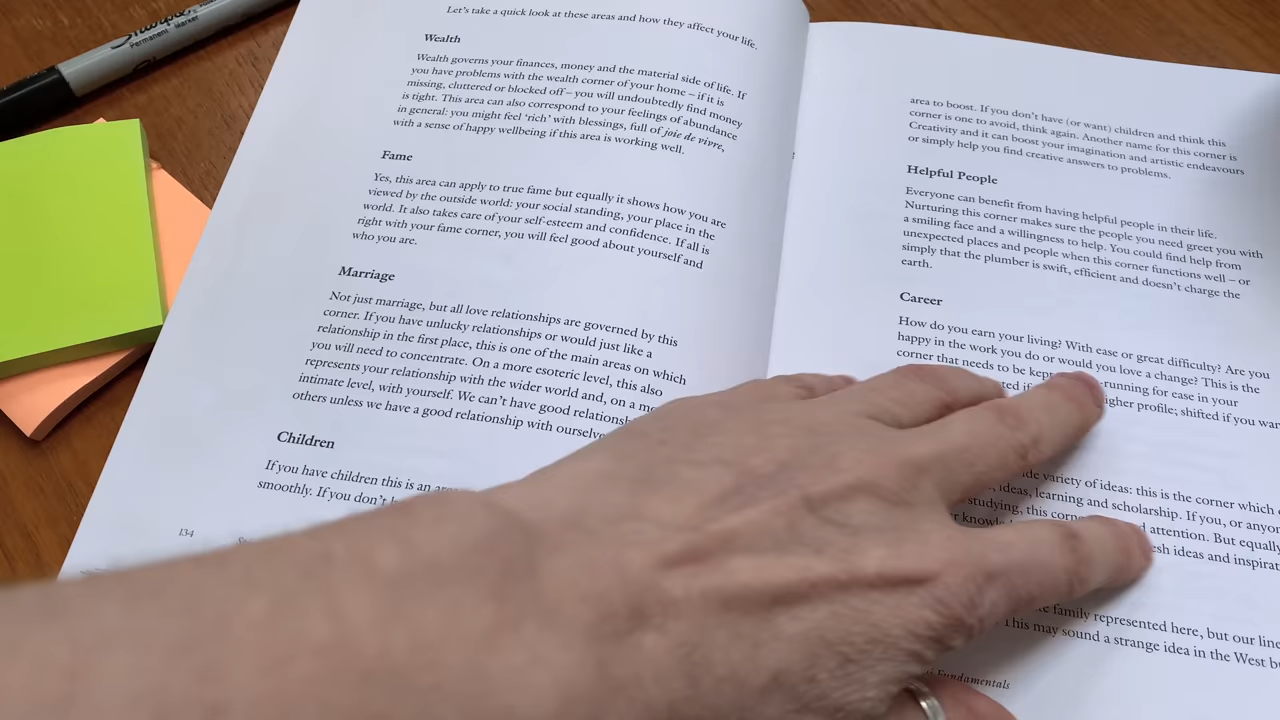 Sharpie
Permanent Marker
Let's take a quick look at these areas and how they affect your life.
Wealth
Wealth governs your finances, money and the material side of life. If
you have problems with the wealth corner of your home – if it is
missing, cluttered or blocked off – you will undoubtedly find money
is tight. This area can also correspond to your feelings of abundance
in general: you might feel 'rich' with blessings, full of joie de vivre,
with a sense of happy wellbeing if this area is working well.
Fame
Yes, this area can apply to true fame but equally it shows how you are
viewed by the outside world: your social standing, your place in the
world. It also takes care of your self-esteem and confidence. If all is
right with your fame corner, you will feel good about yourself and
who you are.
Marriage
Not just marriage, but all love relationships are governed by this
corner. If you have unlucky relationships or would just like a
relationship in the first place, this is one of the main areas on which
you will need to concentrate. On a more esoteric level, this also
represents your relationship with the wider world and, on a
intimate level, with yourself. We can't have good
others unless we have a good relationship with
Children
If you have children this is an
smoothly. If you don't
134
area to boost. If you don't have (or want) children and think this
corner is one to avoid, think again. Another name for this corner is
Creativity and it can boost your imagination and artistic endeavours
or simply help you find creative answers to problems.
Helpful People
Everyone can benefit from having helpful people in their life.
Nurturing this corner makes sure the people you need greet you with
a smiling face and a willingness to help. You could find help from
unexpected places and people when this corner functions well – or
simply that the plumber is swift, efficient and doesn't charge the
earth.
Career
How do you earn your living? With ease or great difficulty? Are you
happy in the work you do or would you love a change? This is the
corner that needs to be running for ease in your
higher profile; shifted if you
variety of ideas: this is the corner which
ideas, learning and scholarship. If you, or
studying, this attention. But
ideas and
family represented here, but our
This may sound a strange idea in the West
Fundamentals